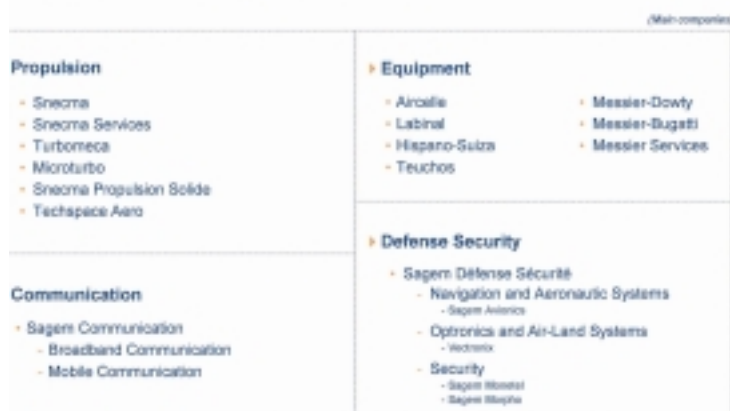 (Main companies
Propulsion
Snecma
Snecma Services
Turbomeca
Microturbo
Snecma Propulsion Solide
Techspace Aero
Equipment
Aircelle
Labinal
Hispano-Suiza
Teuchos
Messier-Dowty
Messier-Bugatti
Messier Services
Communication
Sagem Communication
- Broadband Communication
- Mobile Communication
Defense Security
Sagem Défense Sécurité
- Navigation and Aeronautic Systems
- Sagem Avionics
- Optronics and Air-Land Systems
- Vectronix
- Security
- Sagem Monetel
- Sagem Morpho